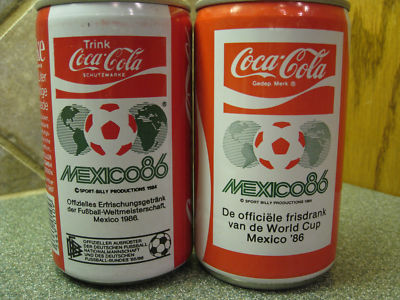 Trink
Coca-Cola
SCHUTZMARKE
®
MEXICO86
© SPORT-BILLY PRODUCTIONS 1984
Offizielles Erfrischungsgetränk
der Fußball-Weltmeisterschaft,
Mexico 1986.
OFFIZIELLER AUSRÜSTER
DER DEUTSCHEN FUSSBALL
NATIONALMANNSCHAFT
UND DES DEUTSCHEN
Coca-Cola
Gedep. Merk ®
MEXICO86
© SPORT BILLY PRODUCTIONS 1984
De officiële frisdrank
van de World Cup
Mexico '86